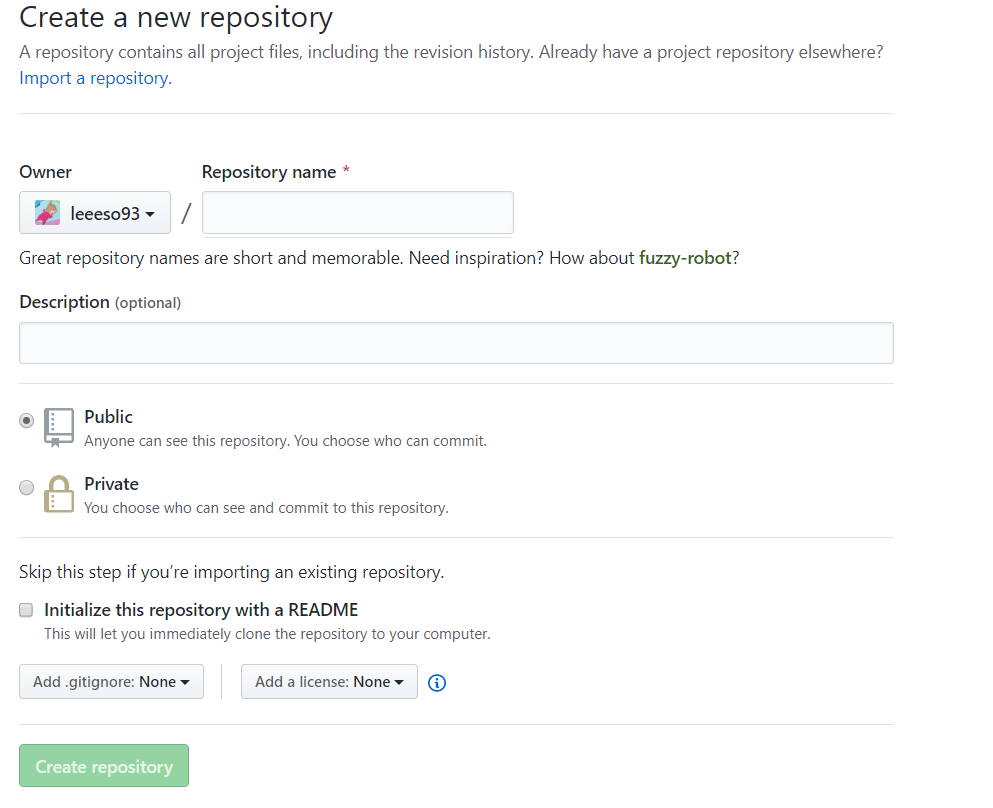 Create a new repository
A repository contains all project files, including the revision history. Already have a project repository elsewhere?
Import a repository.
Owner Repository name *
leeeso93 /
Great repository names are short and memorable. Need inspiration? How about fuzzy-robot?
Description (optional)
Public
Anyone can see this repository. You choose who can commit.
Private
You choose who can see and commit to this repository.
Skip this step if you’re importing an existing repository.
Initialize this repository with a README
This will let you immediately clone the repository to your computer.
Add .gitignore: None Add a license: None
Create repository